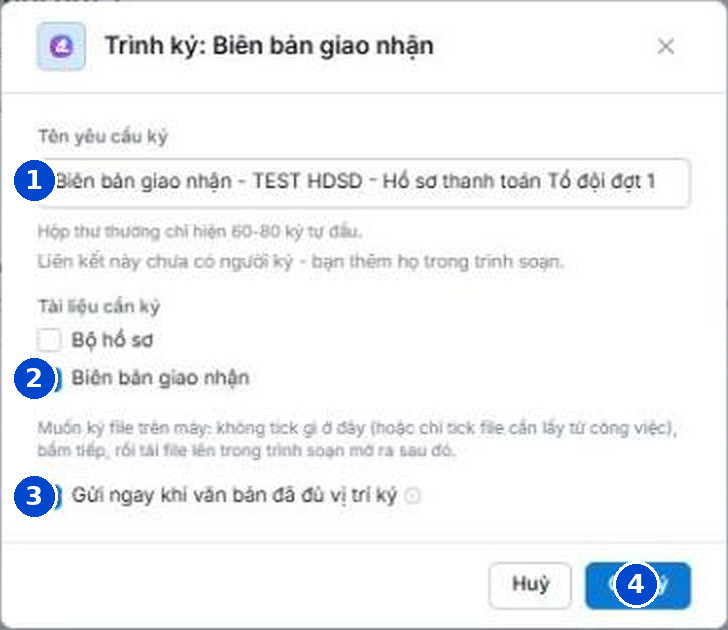 Trình ký: Biên bản giao nhận
Tên yêu cầu ký
1 Biên bản giao nhận - TEST HDSD - Hồ sơ thanh toán Tổ đội đợt 1
Hộp thư thường chỉ hiện 60-80 ký tự đầu.
Liên kết này chưa có người ký - bạn thêm họ trong trình soạn.
Tài liệu cần ký
Bộ hồ sơ
2 Biên bản giao nhận
Muốn ký file trên máy: không tick gì ở đây (hoặc chỉ tick file cần lấy từ công việc),
bấm tiếp, rồi tải file lên trong trình soạn mở ra sau đó.
3 Gửi ngay khi văn bản đã đủ vị trí ký
Huỷ 4